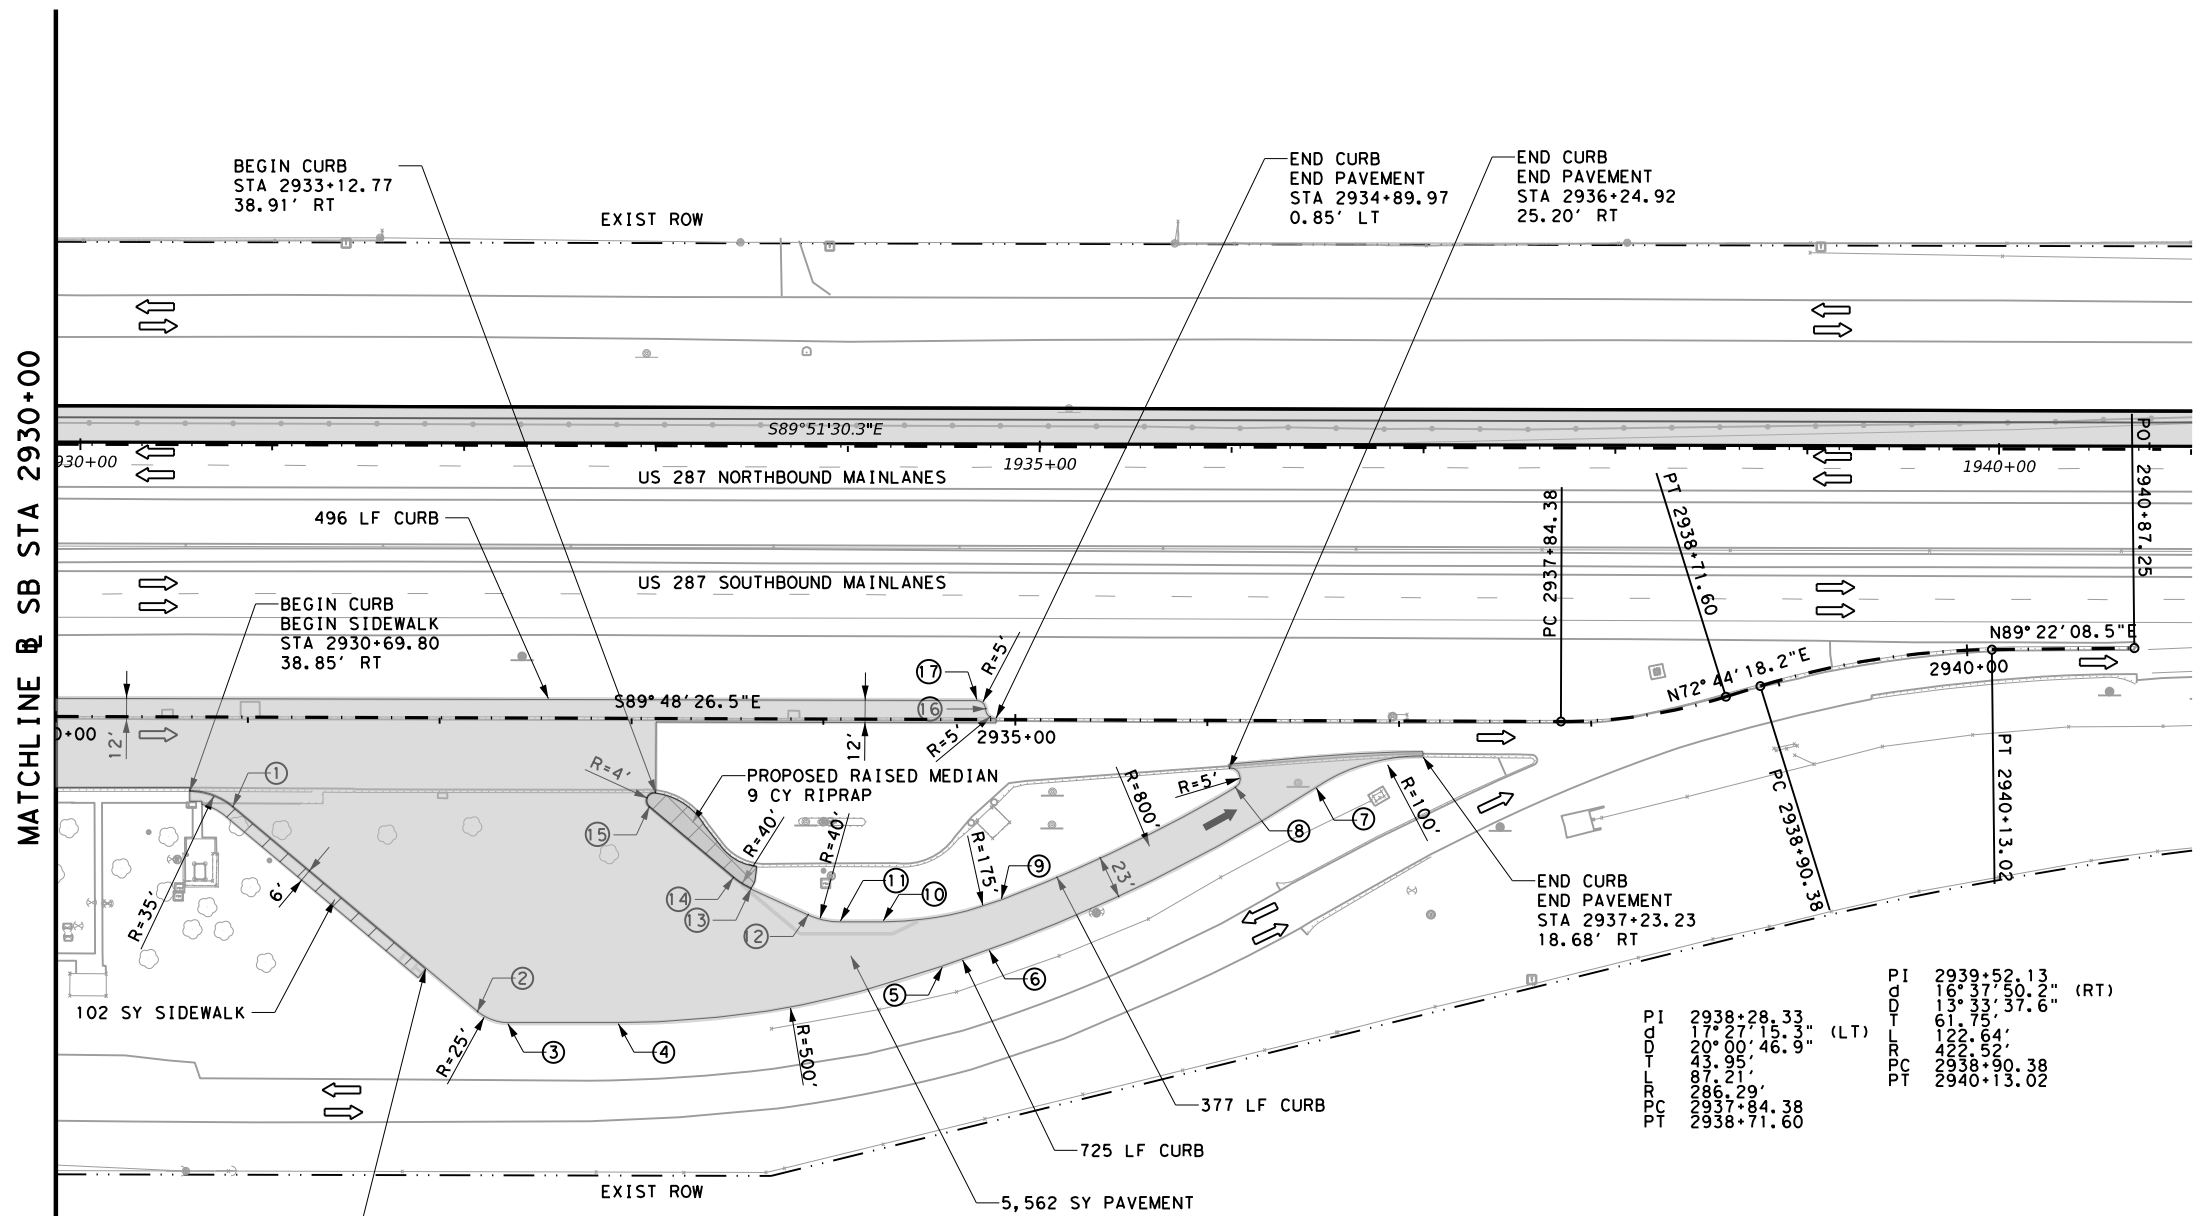 BEGIN CURB
STA 2933+12.77
38.91' RT
EXIST ROW
END CURB
END PAVEMENT
STA 2934+89.97
0.85' LT
END CURB
END PAVEMENT
STA 2936+24.92
25.20' RT
MATCHLINE BL SB STA 2930+00
S89°51'30.3"E
930+00
1935+00
1940+00
US 287 NORTHBOUND MAINLANES
496 LF CURB
US 287 SOUTHBOUND MAINLANES
PC 2937+84.38
PT 2938+71.60
POT 2940+87.25
BEGIN CURB
BEGIN SIDEWALK
STA 2930+69.80
38.85' RT
N89°22'08.5"E
N72°44'18.2"E
2940+00
S89°48'26.5"E
17
R=5'
16
R=5'
2935+00
0+00
12'
12'
R=4'
PROPOSED RAISED MEDIAN
9 CY RIPRAP
1
15
R=40'
R=40'
R=175'
R=800'
R=5'
R=100'
8
7
9
23'
11
10
14
13
12
6'
R=35'
PC 2938+90.38
PT 2940+13.02
END CURB
END PAVEMENT
STA 2937+23.23
18.68' RT
2
5
6
102 SY SIDEWALK
R=25'
3
4
R=500'
377 LF CURB
725 LF CURB
5,562 SY PAVEMENT
EXIST ROW
PI 2938+28.33
d 17°27'15.3" (LT)
D 20°00'46.9"
T 43.95'
L 87.21'
R 286.29'
PC 2937+84.38
PT 2938+71.60
PI 2939+52.13
d 16°37'50.2" (RT)
D 13°33'37.6"
T 61.75'
L 122.64'
R 422.52'
PC 2938+90.38
PT 2940+13.02